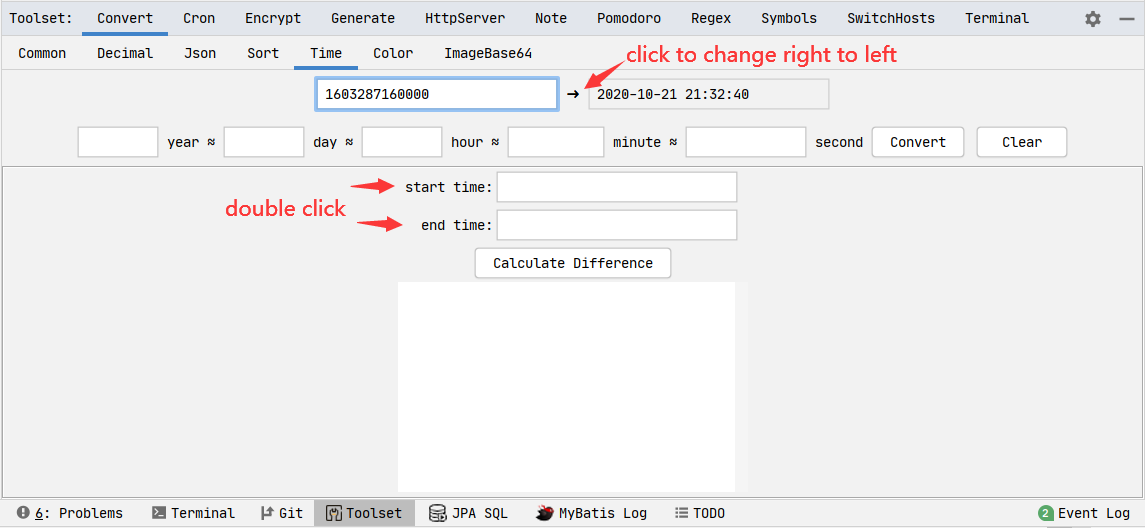 Toolset: Convert Cron Encrypt Generate HttpServer Note Pomodoro Regex Symbols SwitchHosts Terminal
Common Decimal Json Sort Time Color ImageBase64
click to change right to left
1603287160000 ➔ 2020-10-21 21:32:40
year ≈ day ≈ hour ≈ minute ≈ second Convert Clear
start time:
double click
end time:
Calculate Difference
6: Problems Terminal Git Toolset JPA SQL MyBatis Log TODO 2 Event Log